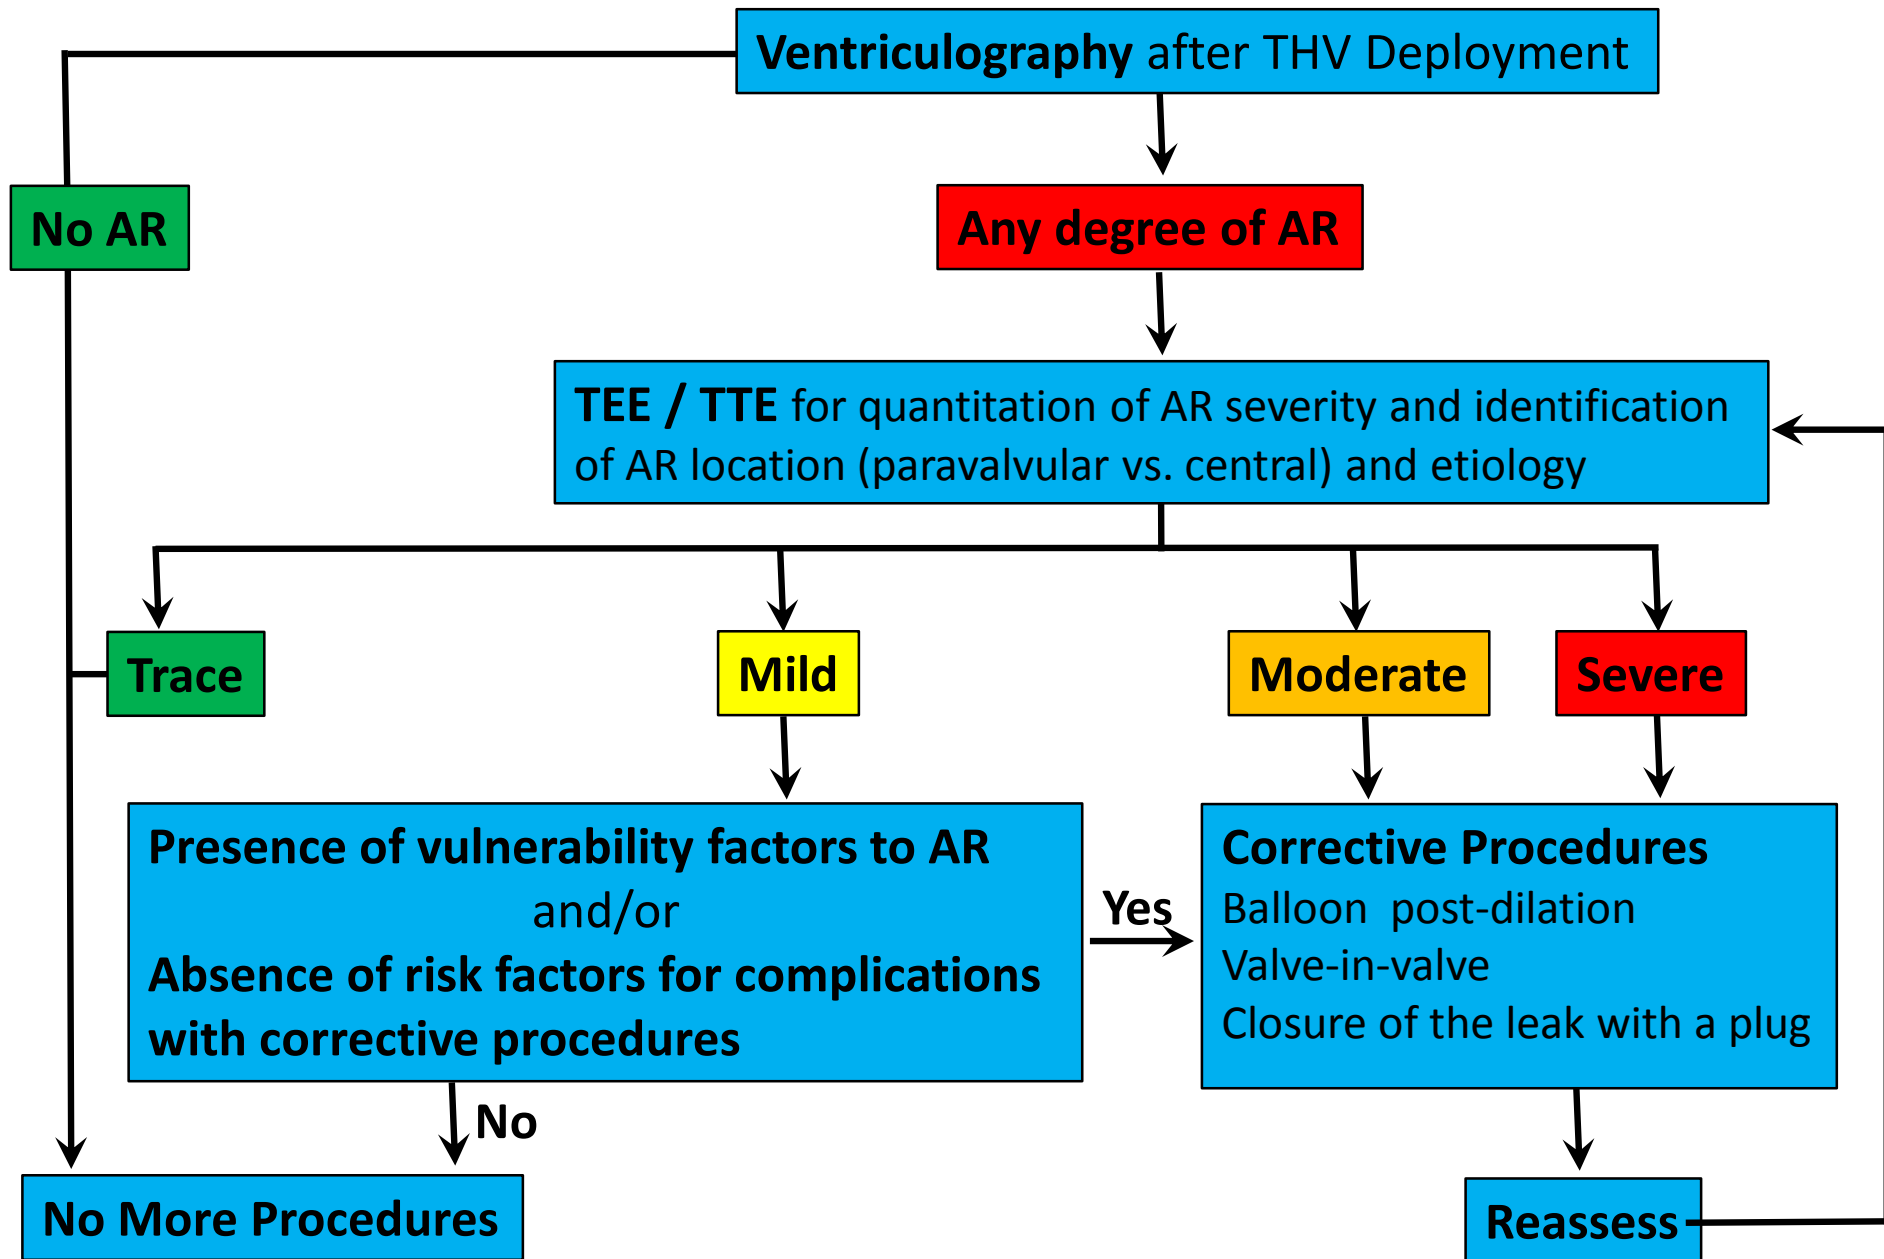 Ventriculography after THV Deployment
No AR
Any degree of AR
TEE / TTE for quantitation of AR severity and identification
of AR location (paravalvular vs. central) and etiology
Trace
Mild
Moderate
Severe
Presence of vulnerability factors to AR
and/or
Absence of risk factors for complications
with corrective procedures
Yes
Corrective Procedures
Balloon post-dilation
Valve-in-valve
Closure of the leak with a plug
No
No More Procedures
Reassess